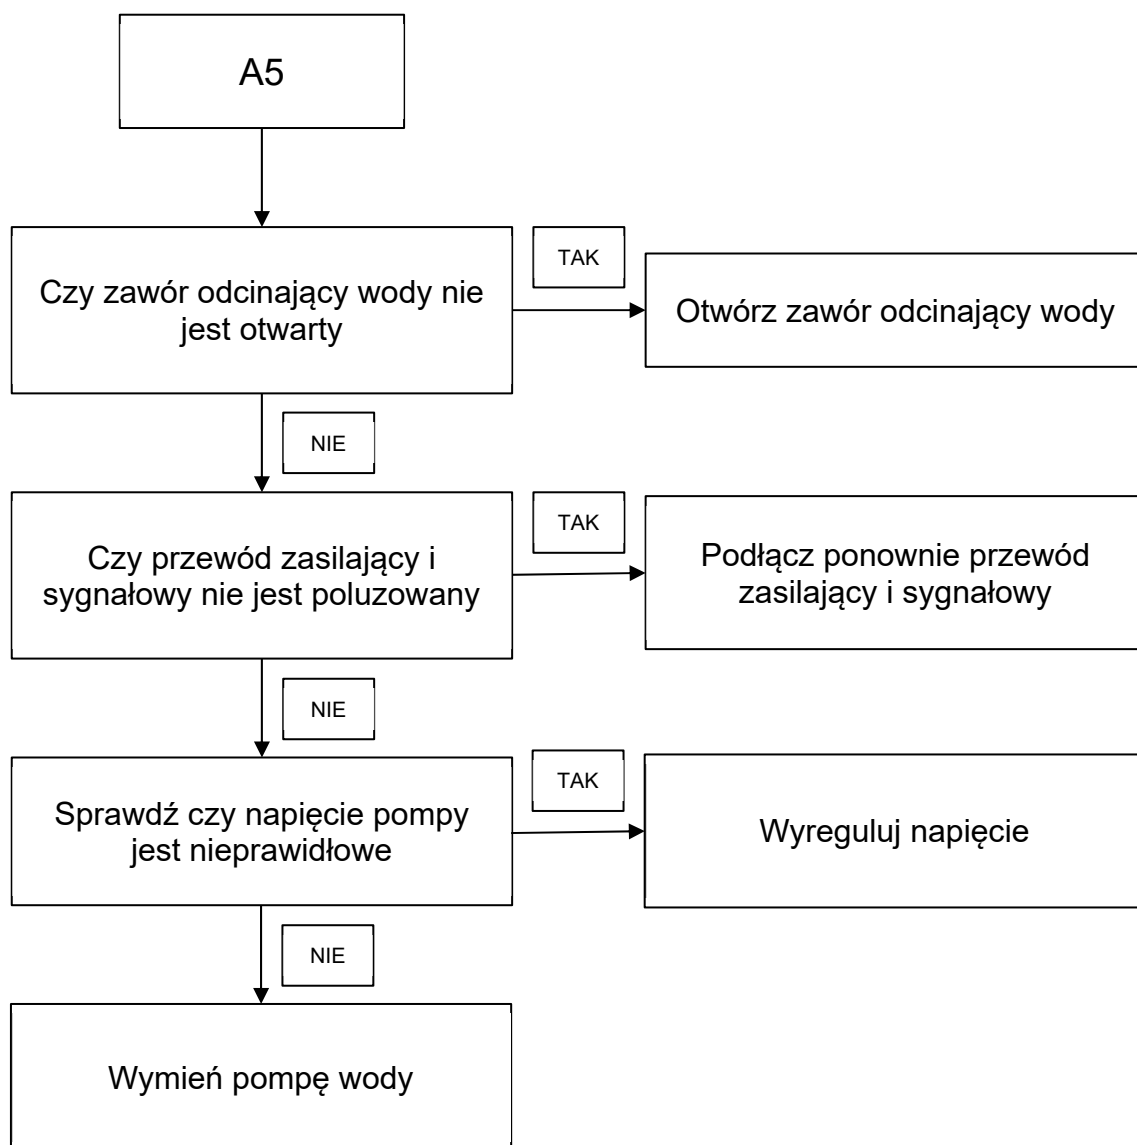 A5
Czy zawór odcinający wody nie
jest otwarty
TAK
Otwórz zawór odcinający wody
NIE
Czy przewód zasilający i
sygnałowy nie jest poluzowany
TAK
Podłącz ponownie przewód
zasilający i sygnałowy
NIE
Sprawdź czy napięcie pompy
jest nieprawidłowe
TAK
Wyreguluj napięcie
NIE
Wymień pompę wody